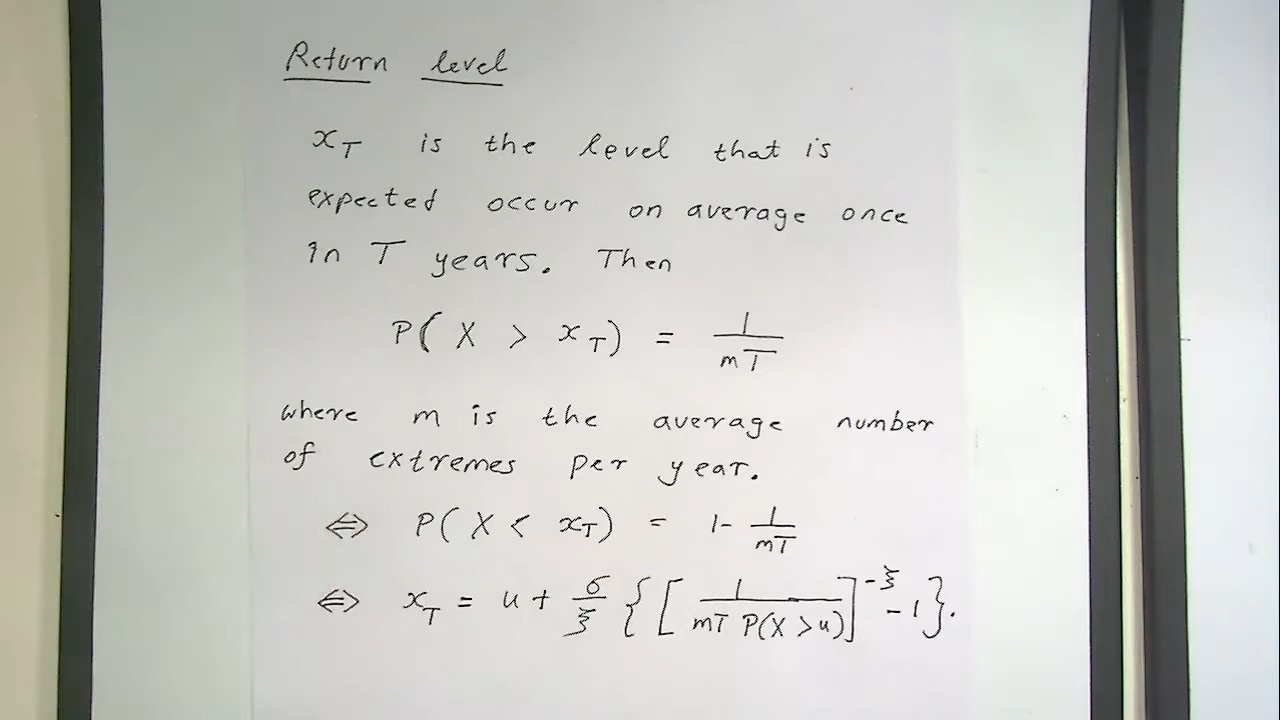 Return level
x_T is the level that is
expected occur on average once
in T years. Then
P( X > x_T) = 1/mT
where m is the average number
of extremes per year.
⇔ P( X < x_T) = 1 - 1/mT
⇔ x_T = u + σ/ξ { [ 1/(mT P(X > u)) ]^{-ξ} - 1 }.